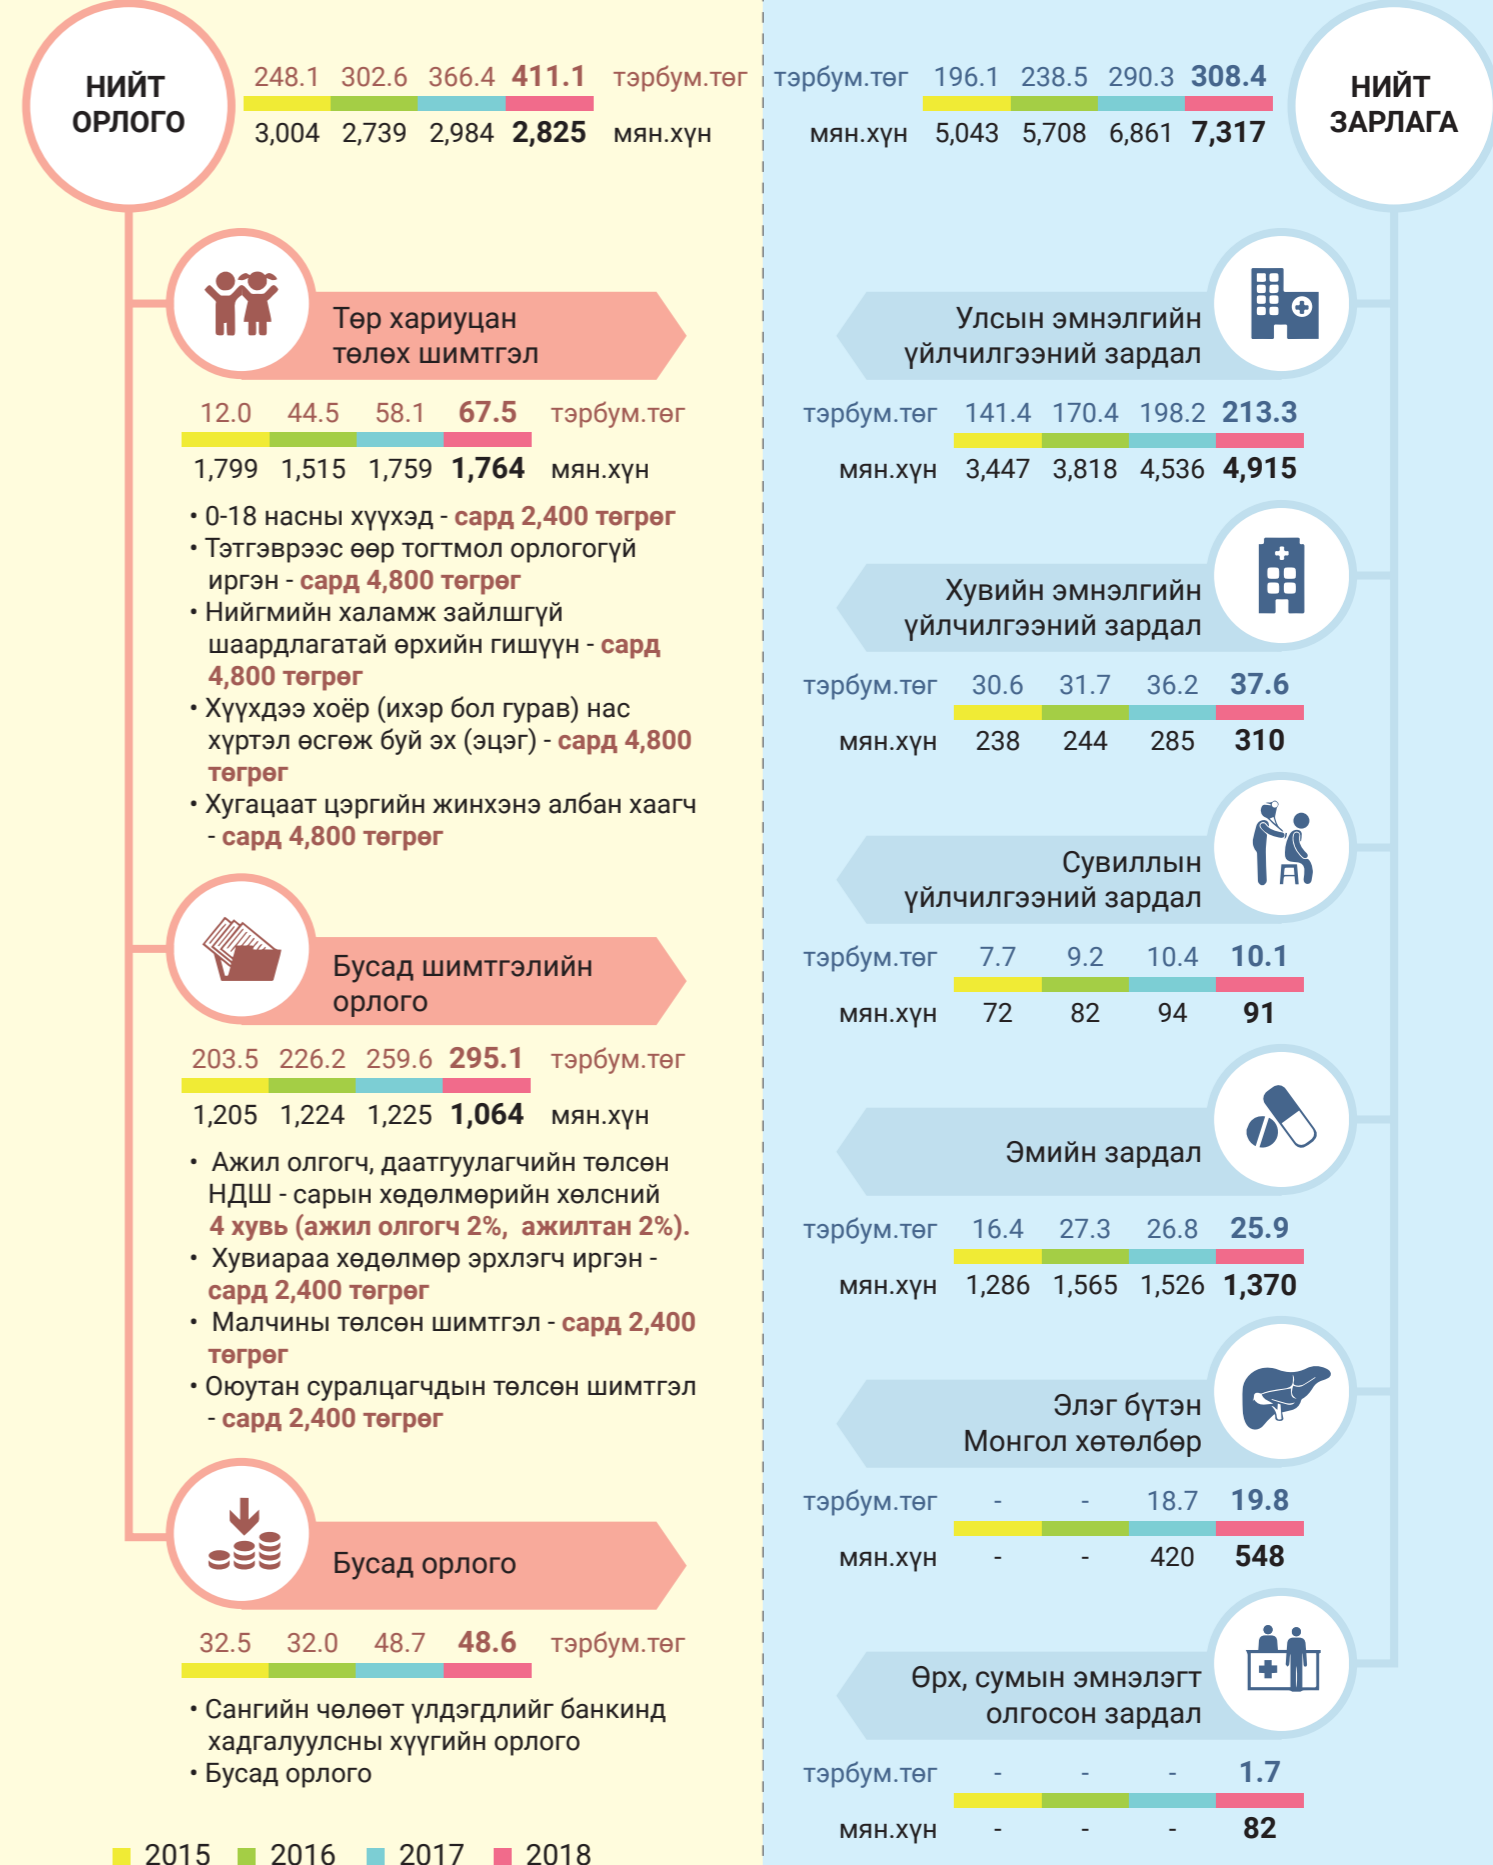 НИЙТ
ОРЛОГО
248.1 302.6 366.4 411.1 тэрбум.төг
3,004 2,739 2,984 2,825 мян.хүн
Төр хариуцан
төлөх шимтгэл
12.0 44.5 58.1 67.5 тэрбум.төг
1,799 1,515 1,759 1,764 мян.хүн
• 0-18 насны хүүхэд - сард 2,400 төгрөг
• Тэтгэврээс өөр тогтмол орлогогүй
иргэн - сард 4,800 төгрөг
• Нийгмийн халамж зайлшгүй
шаардлагатай өрхийн гишүүн - сард
4,800 төгрөг
• Хүүхдээ хоёр (ихэр бол гурав) нас
хүртэл өсгөж буй эх (эцэг) - сард 4,800
төгрөг
• Хугацаат цэргийн жинхэнэ албан хаагч
- сард 4,800 төгрөг
Бусад шимтгэлийн
орлого
203.5 226.2 259.6 295.1 тэрбум.төг
1,205 1,224 1,225 1,064 мян.хүн
• Ажил олгогч, даатгуулагчийн төлсөн
НДШ - сарын хөдөлмөрийн хөлсний
4 хувь (ажил олгогч 2%, ажилтан 2%).
• Хувиараа хөдөлмөр эрхлэгч иргэн -
сард 2,400 төгрөг
• Малчины төлсөн шимтгэл - сард 2,400
төгрөг
• Оюутан суралцагчдын төлсөн шимтгэл
- сард 2,400 төгрөг
Бусад орлого
32.5 32.0 48.7 48.6 тэрбум.төг
• Сангийн чөлөөт үлдэгдлийг банкинд
хадгалуулсны хүүгийн орлого
• Бусад орлого
2015 2016 2017 2018
НИЙТ
ЗАРЛАГА
тэрбум.төг 196.1 238.5 290.3 308.4
мян.хүн 5,043 5,708 6,861 7,317
Улсын эмнэлгийн
үйлчилгээний зардал
тэрбум.төг 141.4 170.4 198.2 213.3
мян.хүн 3,447 3,818 4,536 4,915
Хувийн эмнэлгийн
үйлчилгээний зардал
тэрбум.төг 30.6 31.7 36.2 37.6
мян.хүн 238 244 285 310
Сувиллын
үйлчилгээний зардал
тэрбум.төг 7.7 9.2 10.4 10.1
мян.хүн 72 82 94 91
Эмийн зардал
тэрбум.төг 16.4 27.3 26.8 25.9
мян.хүн 1,286 1,565 1,526 1,370
Элэг бүтэн
Монгол хөтөлбөр
тэрбум.төг - - 18.7 19.8
мян.хүн - - 420 548
Өрх, сумын эмнэлэгт
олгосон зардал
тэрбум.төг - - - 1.7
мян.хүн - - - 82